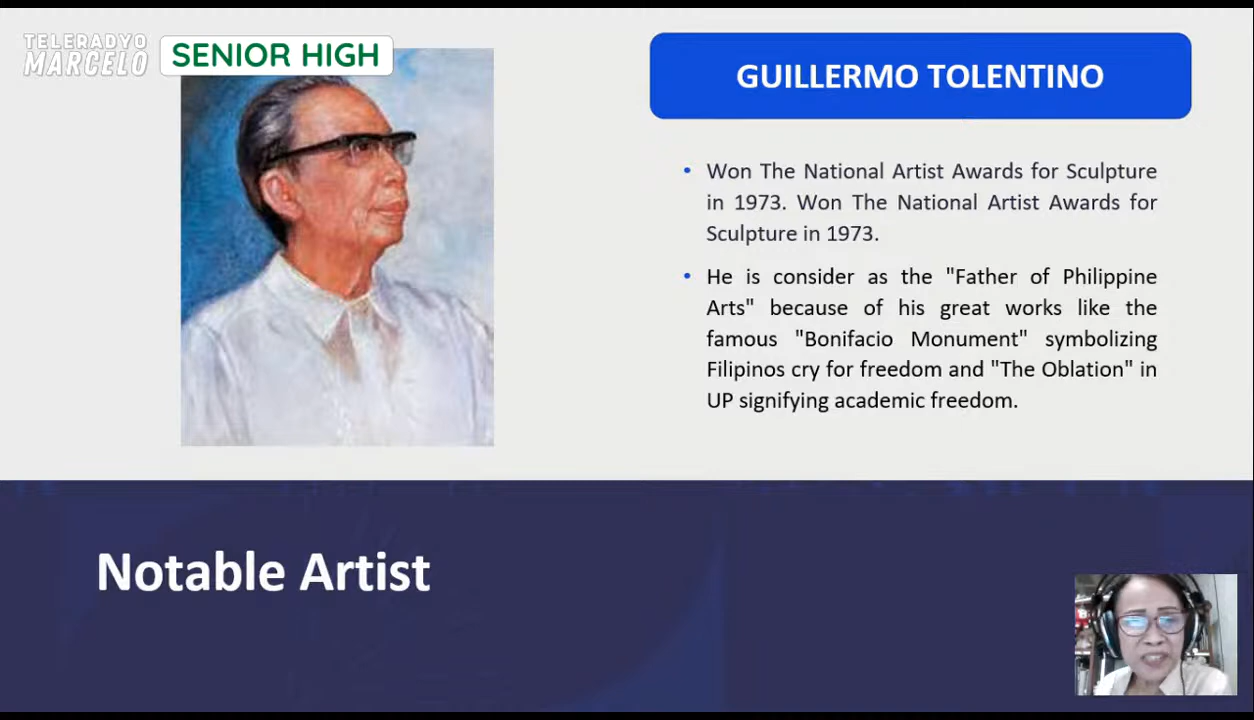 TELERADYO
MARCELO
SENIOR HIGH
GUILLERMO TOLENTINO
• Won The National Artist Awards for Sculpture
in 1973. Won The National Artist Awards for
Sculpture in 1973.
• He is consider as the "Father of Philippine
Arts" because of his great works like the
famous "Bonifacio Monument" symbolizing
Filipinos cry for freedom and "The Oblation" in
UP signifying academic freedom.
Notable Artist